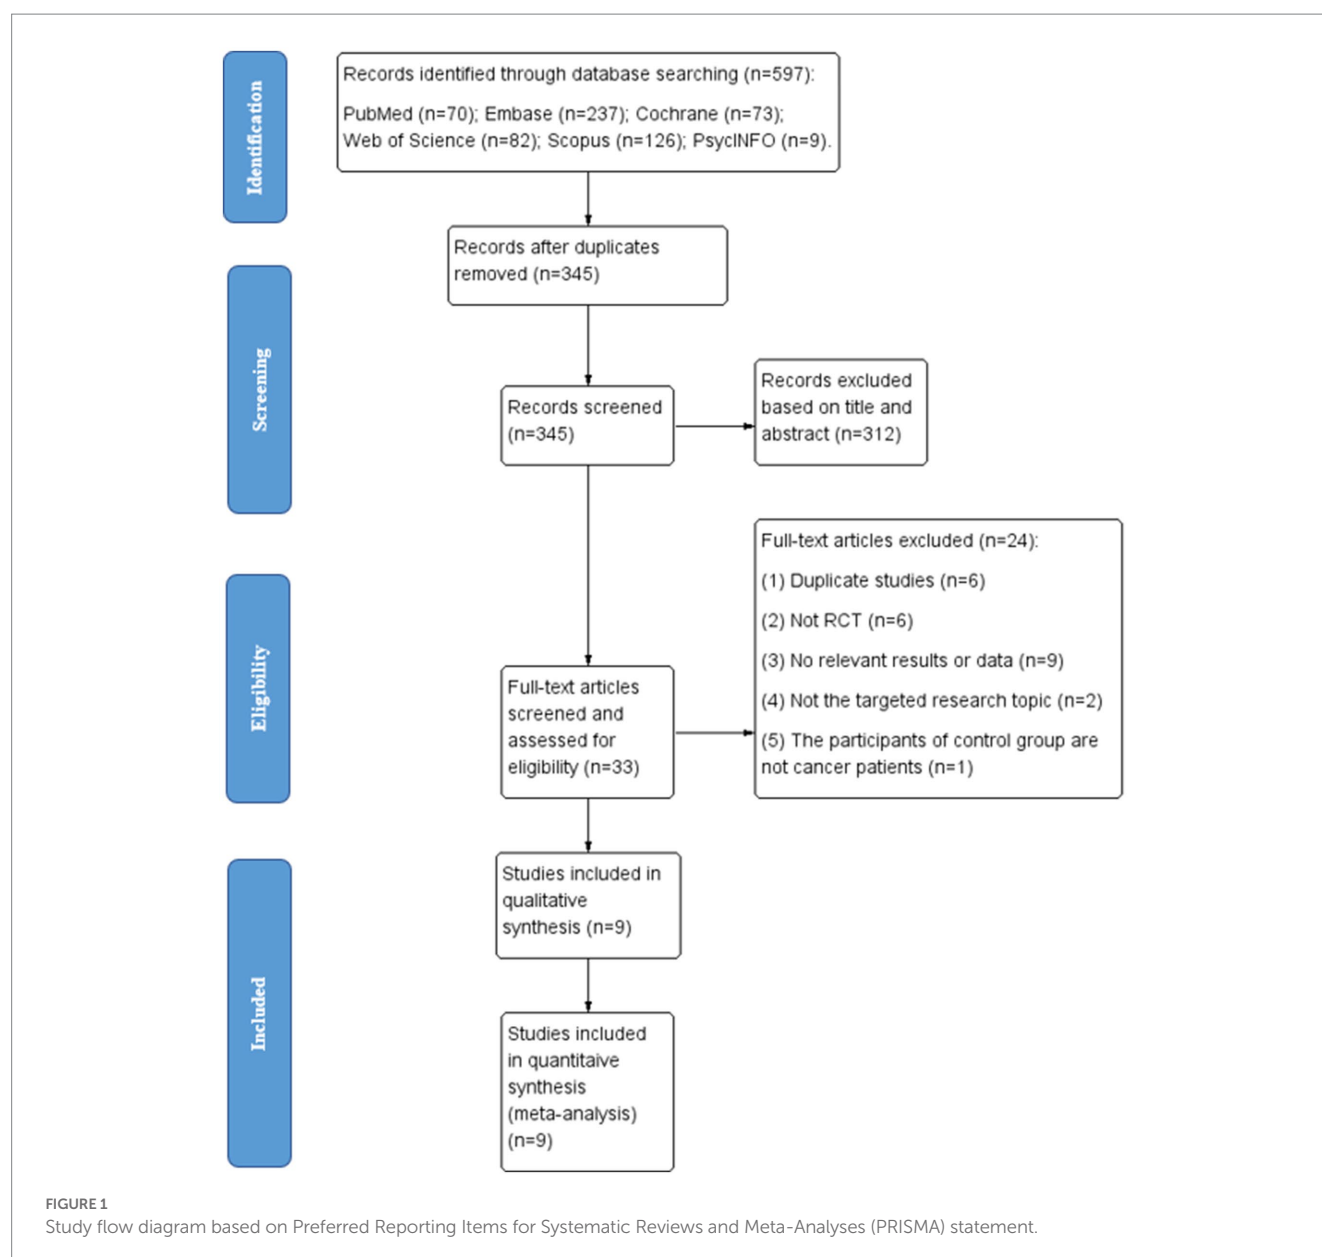 Identification
Records identified through database searching (n=597):
PubMed (n=70); Embase (n=237); Cochrane (n=73);
Web of Science (n=82); Scopus (n=126); PsycINFO (n=9).
Records after duplicates
removed (n=345)
Screening
Records screened
(n=345)
Records excluded
based on title and
abstract (n=312)
Eligibility
Full-text articles
screened and
assessed for
eligibility (n=33)
Full-text articles excluded (n=24):
(1) Duplicate studies (n=6)
(2) Not RCT (n=6)
(3) No relevant results or data (n=9)
(4) Not the targeted research topic (n=2)
(5) The participants of control group are
not cancer patients (n=1)
Included
Studies included in
qualitative
synthesis (n=9)
Studies included
in quantitaive
synthesis
(meta-analysis)
(n=9)
FIGURE 1
Study flow diagram based on Preferred Reporting Items for Systematic Reviews and Meta-Analyses (PRISMA) statement.